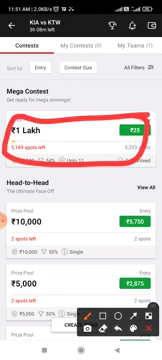 11:51 AM
KIA vs KTW
3h 08m left
Contests
My Contests (0)
My Teams (1)
Sort by :
Entry
Contest Size
All Filters
Mega Contest
Get ready for mega winnings!
₹1 Lakh
₹25
5,169 spots left
5,333 spots
54%
Upto 11
Head-to-Head
The Ultimate Face Off
View All
Prize Pool
Entry
₹10,000
₹5,750
2 spots left
2 spots
₹10,000
50%
Single
Prize Pool
Entry
₹5,000
₹2,875
2 spots left
2 spots
₹5,000
50%
Single
CREATE